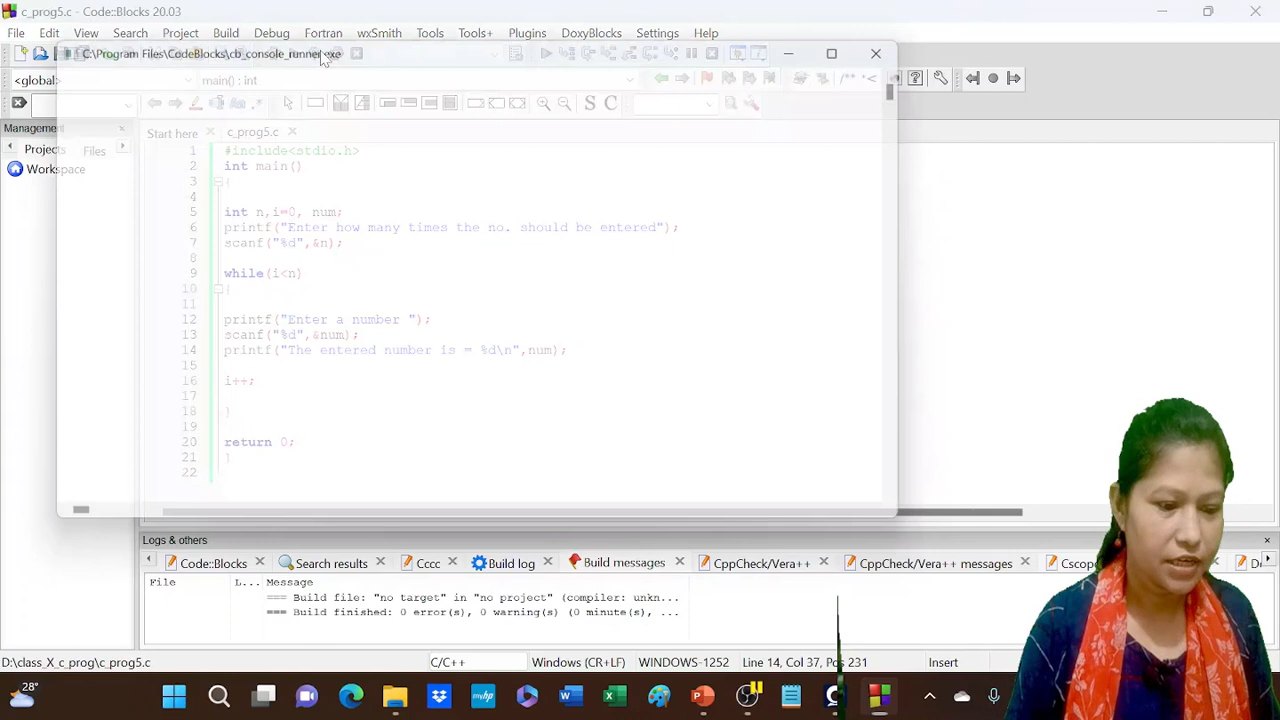 c_prog5.c - Code::Blocks 20.03
File Edit View Search Project Build Debug Fortran wxSmith Tools Tools+ Plugins DoxyBlocks Settings Help
C:\Program Files\CodeBlocks\cb_console_runner.exe
<global> main() : int
S C
Management
Projects Files
Workspace
Start here c_prog5.c
1 #include<stdio.h>
2 int main()
3 {
4
5 int n,i=0, num;
6 printf("Enter how many times the no. should be entered");
7 scanf("%d",&n);
8
9 while(i<n)
10 {
11
12 printf("Enter a number ");
13 scanf("%d",&num);
14 printf("The entered number is = %d\n",num);
15
16 i++;
17
18 }
19
20 return 0;
21 }
22
Logs & others
Code::Blocks Search results Cccc Build log Build messages CppCheck/Vera++ CppCheck/Vera++ messages Cscope
File L... Message
=== Build file: "no target" in "no project" (compiler: unkn...
=== Build finished: 0 error(s), 0 warning(s) (0 minute(s), ...
D:\class_X_c_prog\c_prog5.c C/C++ Windows (CR+LF) WINDOWS-1252 Line 14, Col 37, Pos 231 Insert
28°